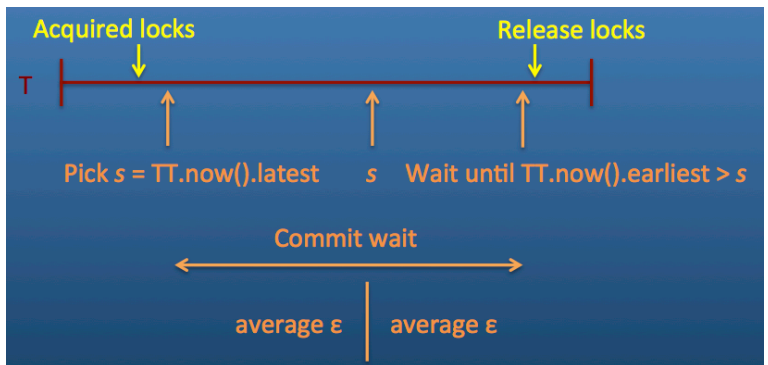 Acquired locks
Release locks
T
Pick s = TT.now().latest
s
Wait until TT.now().earliest > s
Commit wait
average ε
average ε